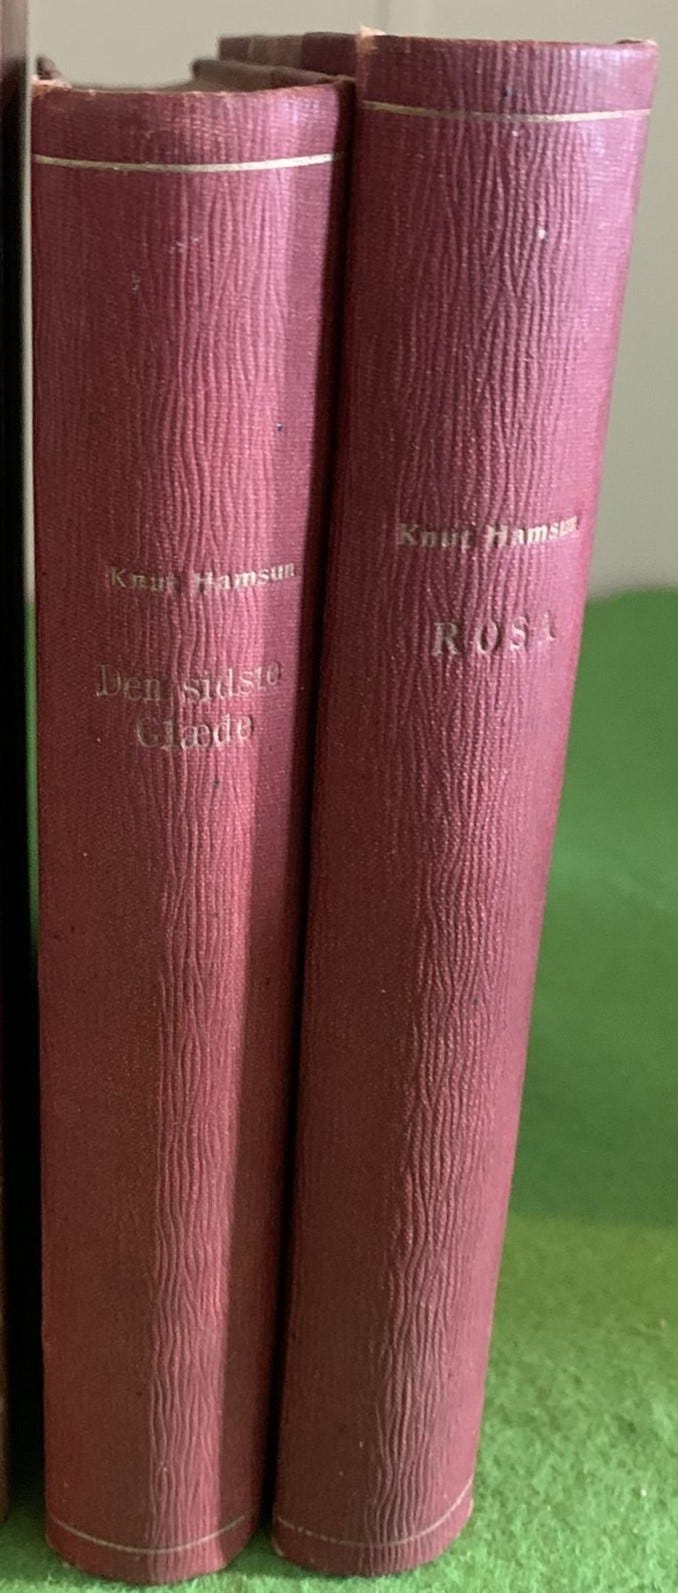 Knut Hamsun
Den sidste
Glæde
Knut Hamsun
ROSA